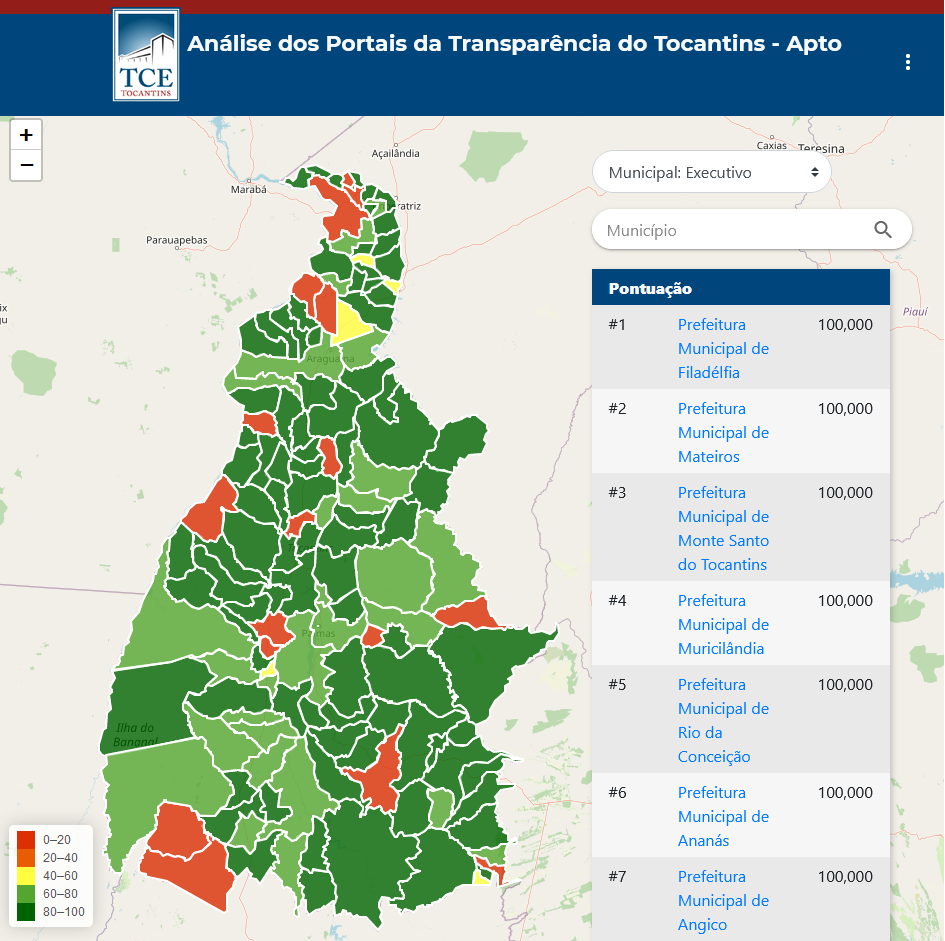 TCE
TOCANTINS
Análise dos Portais da Transparência do Tocantins - Apto
+
−
Açailândia
Marabá
ratriz
Parauapebas
Caxias
Teresina
Piauí
Araguaína
Palmas
Ilha do
Bananal
Municipal: Executivo
Município
Pontuação
#1 Prefeitura 100,000
Municipal de
Filadélfia
#2 Prefeitura 100,000
Municipal de
Mateiros
#3 Prefeitura 100,000
Municipal de
Monte Santo
do Tocantins
#4 Prefeitura 100,000
Municipal de
Muricilândia
#5 Prefeitura 100,000
Municipal de
Rio da
Conceição
#6 Prefeitura 100,000
Municipal de
Ananás
#7 Prefeitura 100,000
Municipal de
Angico
0–20
20–40
40–60
60–80
80–100